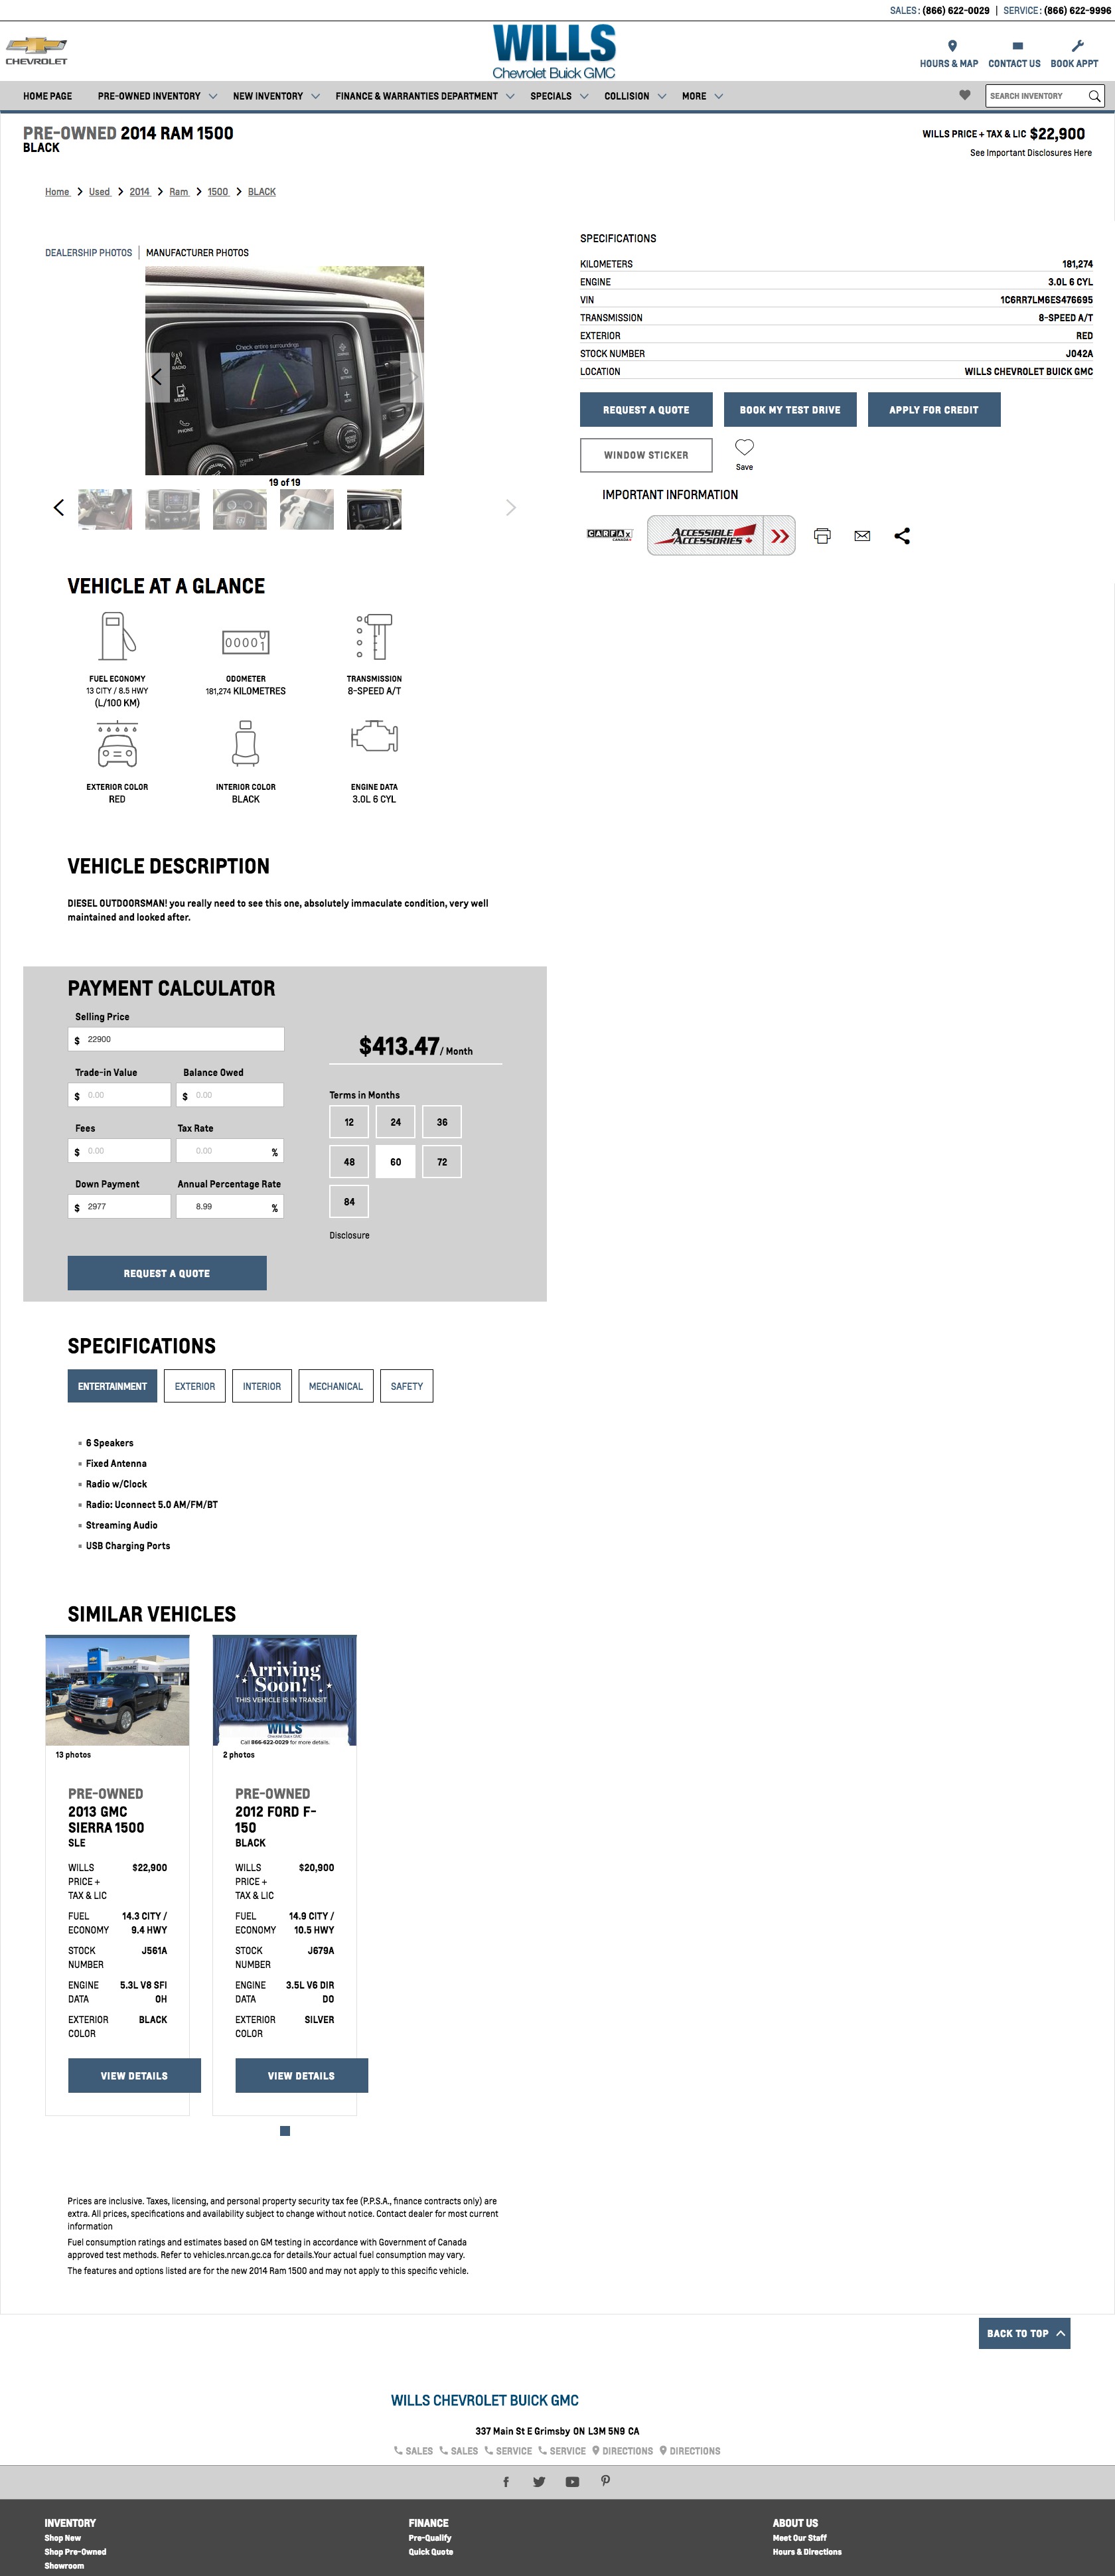 SALES: (866) 622-0029 | SERVICE: (866) 622-9996
CHEVROLET
WILLS
Chevrolet Buick GMC
HOURS & MAP
CONTACT US
BOOK APPT
HOME PAGE
PRE-OWNED INVENTORY
NEW INVENTORY
FINANCE & WARRANTIES DEPARTMENT
SPECIALS
COLLISION
MORE
SEARCH INVENTORY
PRE-OWNED 2014 RAM 1500
BLACK
WILLS PRICE + TAX & LIC $22,900
See Important Disclosures Here
Home > Used > 2014 > Ram > 1500 > BLACK
DEALERSHIP PHOTOS | MANUFACTURER PHOTOS
Check entire surroundings
RADIO
MEDIA
PHONE
VOLUME
19 of 19
SPECIFICATIONS
KILOMETERS 181,274
ENGINE 3.0L 6 CYL
VIN 1C6RR7LM6ES476695
TRANSMISSION 8-SPEED A/T
EXTERIOR RED
STOCK NUMBER J042A
LOCATION WILLS CHEVROLET BUICK GMC
REQUEST A QUOTE
BOOK MY TEST DRIVE
APPLY FOR CREDIT
WINDOW STICKER
Save
IMPORTANT INFORMATION
CARFAX
CANADA
ACCESSIBLE
ACCESSORIES
VEHICLE AT A GLANCE
FUEL ECONOMY
13 CITY / 8.5 HWY
(L/100 KM)
ODOMETER
181,274 KILOMETRES
TRANSMISSION
8-SPEED A/T
EXTERIOR COLOR
RED
INTERIOR COLOR
BLACK
ENGINE DATA
3.0L 6 CYL
VEHICLE DESCRIPTION
DIESEL OUTDOORSMAN! you really need to see this one, absolutely immaculate condition, very well
maintained and looked after.
PAYMENT CALCULATOR
Selling Price
$ 22900
Trade-in Value
$ 0.00
Balance Owed
$ 0.00
Fees
$ 0.00
Tax Rate
0.00 %
Down Payment
$ 2977
Annual Percentage Rate
8.99 %
$413.47 / Month
Terms in Months
12 24 36
48 60 72
84
Disclosure
REQUEST A QUOTE
SPECIFICATIONS
ENTERTAINMENT
EXTERIOR
INTERIOR
MECHANICAL
SAFETY
6 Speakers
Fixed Antenna
Radio w/Clock
Radio: Uconnect 5.0 AM/FM/BT
Streaming Audio
USB Charging Ports
SIMILAR VEHICLES
13 photos
PRE-OWNED
2013 GMC
SIERRA 1500
SLE
WILLS $22,900
PRICE +
TAX & LIC
FUEL 14.3 CITY /
ECONOMY 9.4 HWY
STOCK J561A
NUMBER
ENGINE 5.3L V8 SFI
DATA OH
EXTERIOR BLACK
COLOR
VIEW DETAILS
Arriving
Soon!
THIS VEHICLE IS IN TRANSIT
WILLS
Call 866-622-0029 for more details.
2 photos
PRE-OWNED
2012 FORD F-
150
BLACK
WILLS $20,900
PRICE +
TAX & LIC
FUEL 14.9 CITY /
ECONOMY 10.5 HWY
STOCK J679A
NUMBER
ENGINE 3.5L V6 DIR
DATA DO
EXTERIOR SILVER
COLOR
VIEW DETAILS
Prices are inclusive. Taxes, licensing, and personal property security tax fee (P.P.S.A., finance contracts only) are
extra. All prices, specifications and availability subject to change without notice. Contact dealer for most current
information
Fuel consumption ratings and estimates based on GM testing in accordance with Government of Canada
approved test methods. Refer to vehicles.nrcan.gc.ca for details.Your actual fuel consumption may vary.
The features and options listed are for the new 2014 Ram 1500 and may not apply to this specific vehicle.
BACK TO TOP
WILLS CHEVROLET BUICK GMC
337 Main St E Grimsby ON L3M 5N9 CA
SALES SALES SERVICE SERVICE DIRECTIONS DIRECTIONS
INVENTORY
Shop New
Shop Pre-Owned
Showroom
FINANCE
Pre-Qualify
Quick Quote
ABOUT US
Meet Our Staff
Hours & Directions